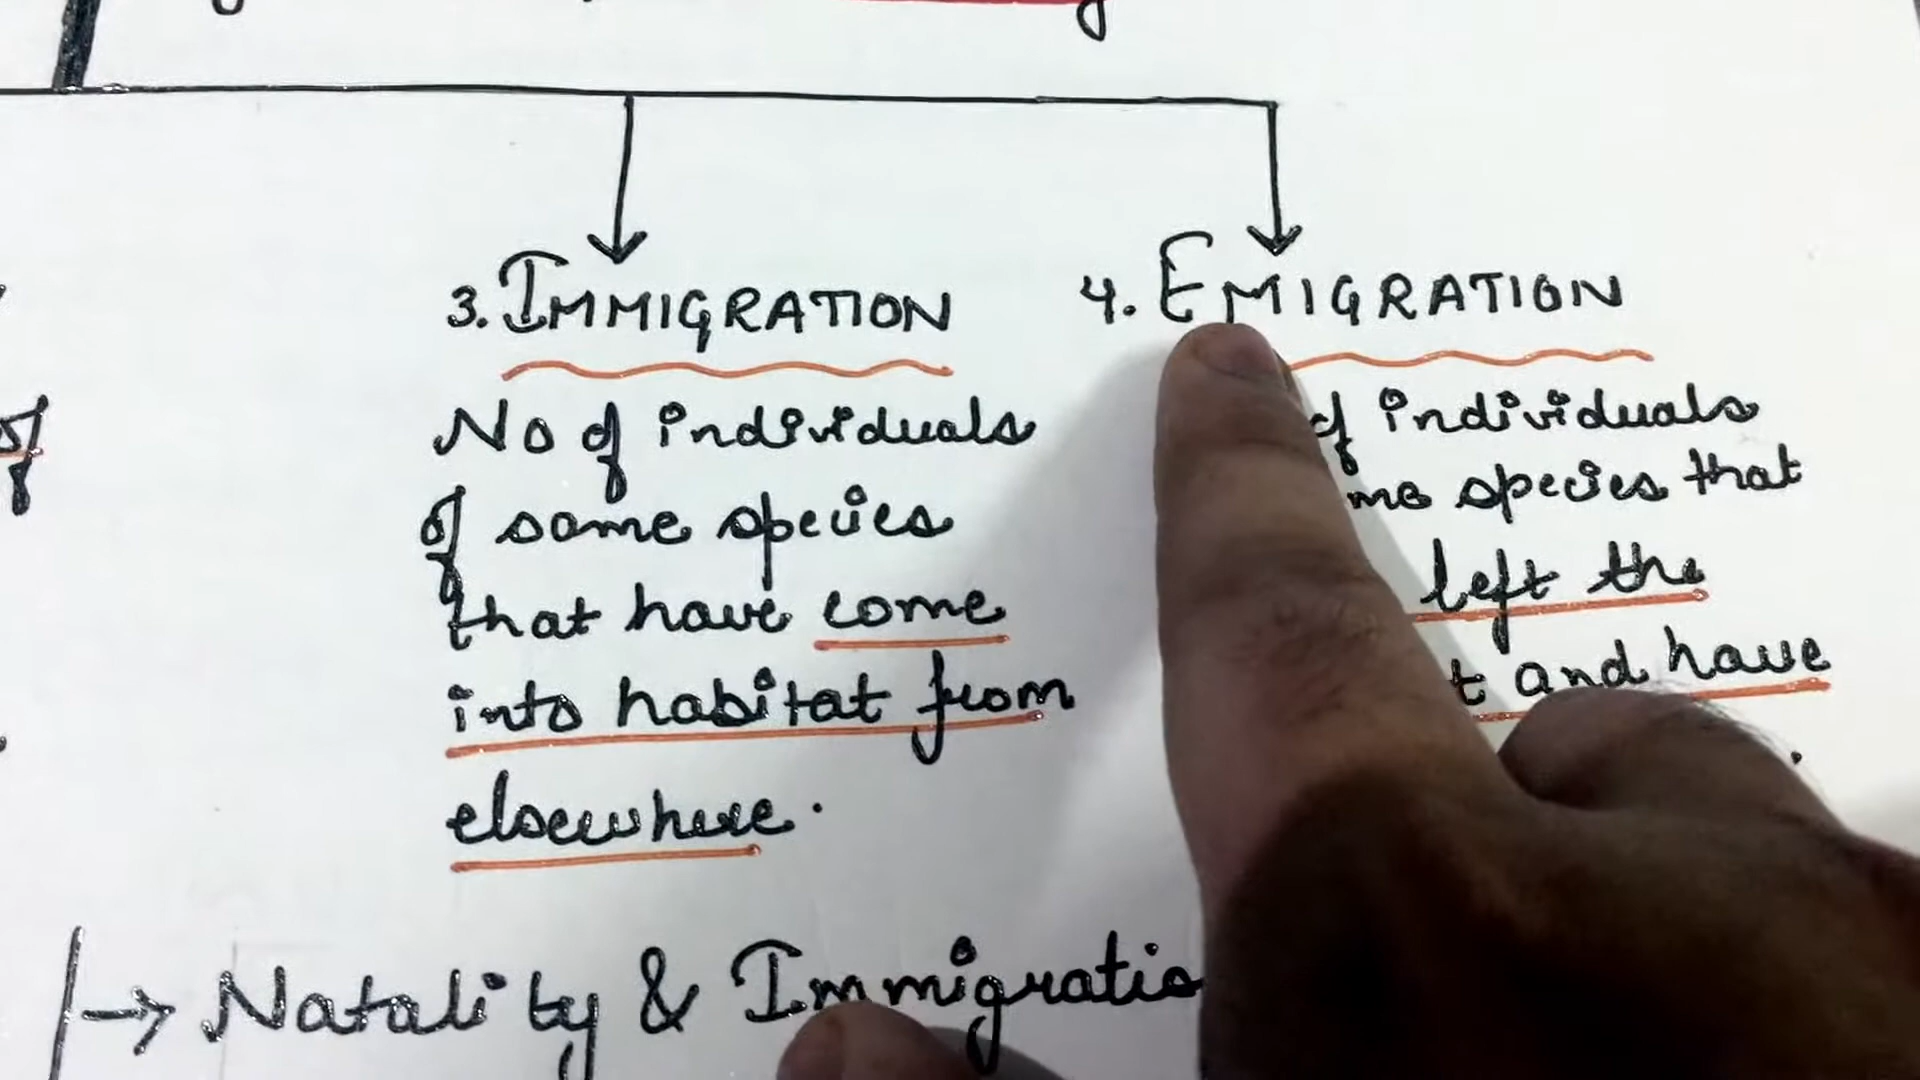 3. IMMIGRATION
No of individuals
of same species
that have come
into habitat from
elsewhere.
4. EMIGRATION
of individuals
species that
left the
and have
→ Natality & Immigratio